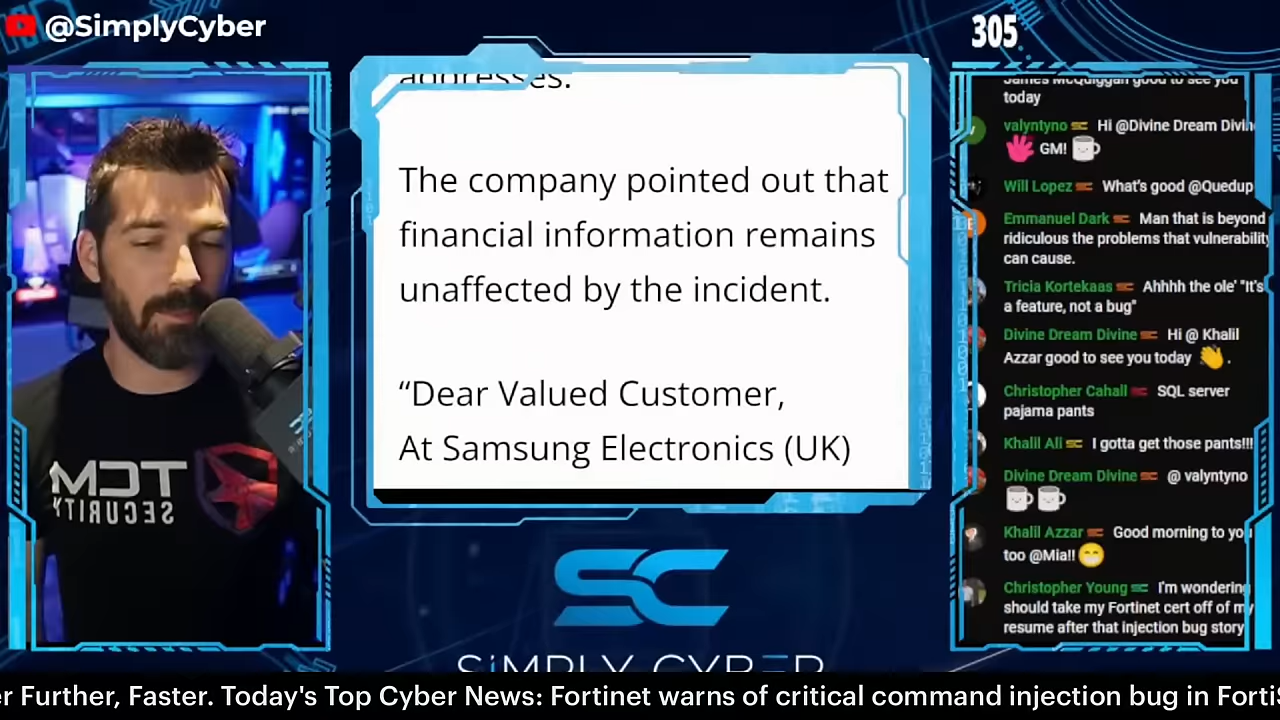 @SimplyCyber
305
addresses.
The company pointed out that
financial information remains
unaffected by the incident.
“Dear Valued Customer,
At Samsung Electronics (UK)
TCM
SECURITY
SC
SIMPLY CYBER
James McQuiggan good to see you
today
valyntyno Hi @Divine Dream Divin
GM!
Will Lopez What's good @Quedup
Emmanuel Dark Man that is beyond
ridiculous the problems that vulnerability
can cause.
Tricia Kortekaas Ahhhh the ole' "It's
a feature, not a bug"
Divine Dream Divine Hi @ Khalil
Azzar good to see you today 👋.
Christopher Cahall SQL server
pajama pants
Khalil Ali I gotta get those pants!!!
Divine Dream Divine @ valyntyno
Khalil Azzar Good morning to you
too @Mia!! 😁
Christopher Young I'm wondering
should take my Fortinet cert off of my
resume after that injection bug story
er Further, Faster. Today's Top Cyber News: Fortinet warns of critical command injection bug in FortiS